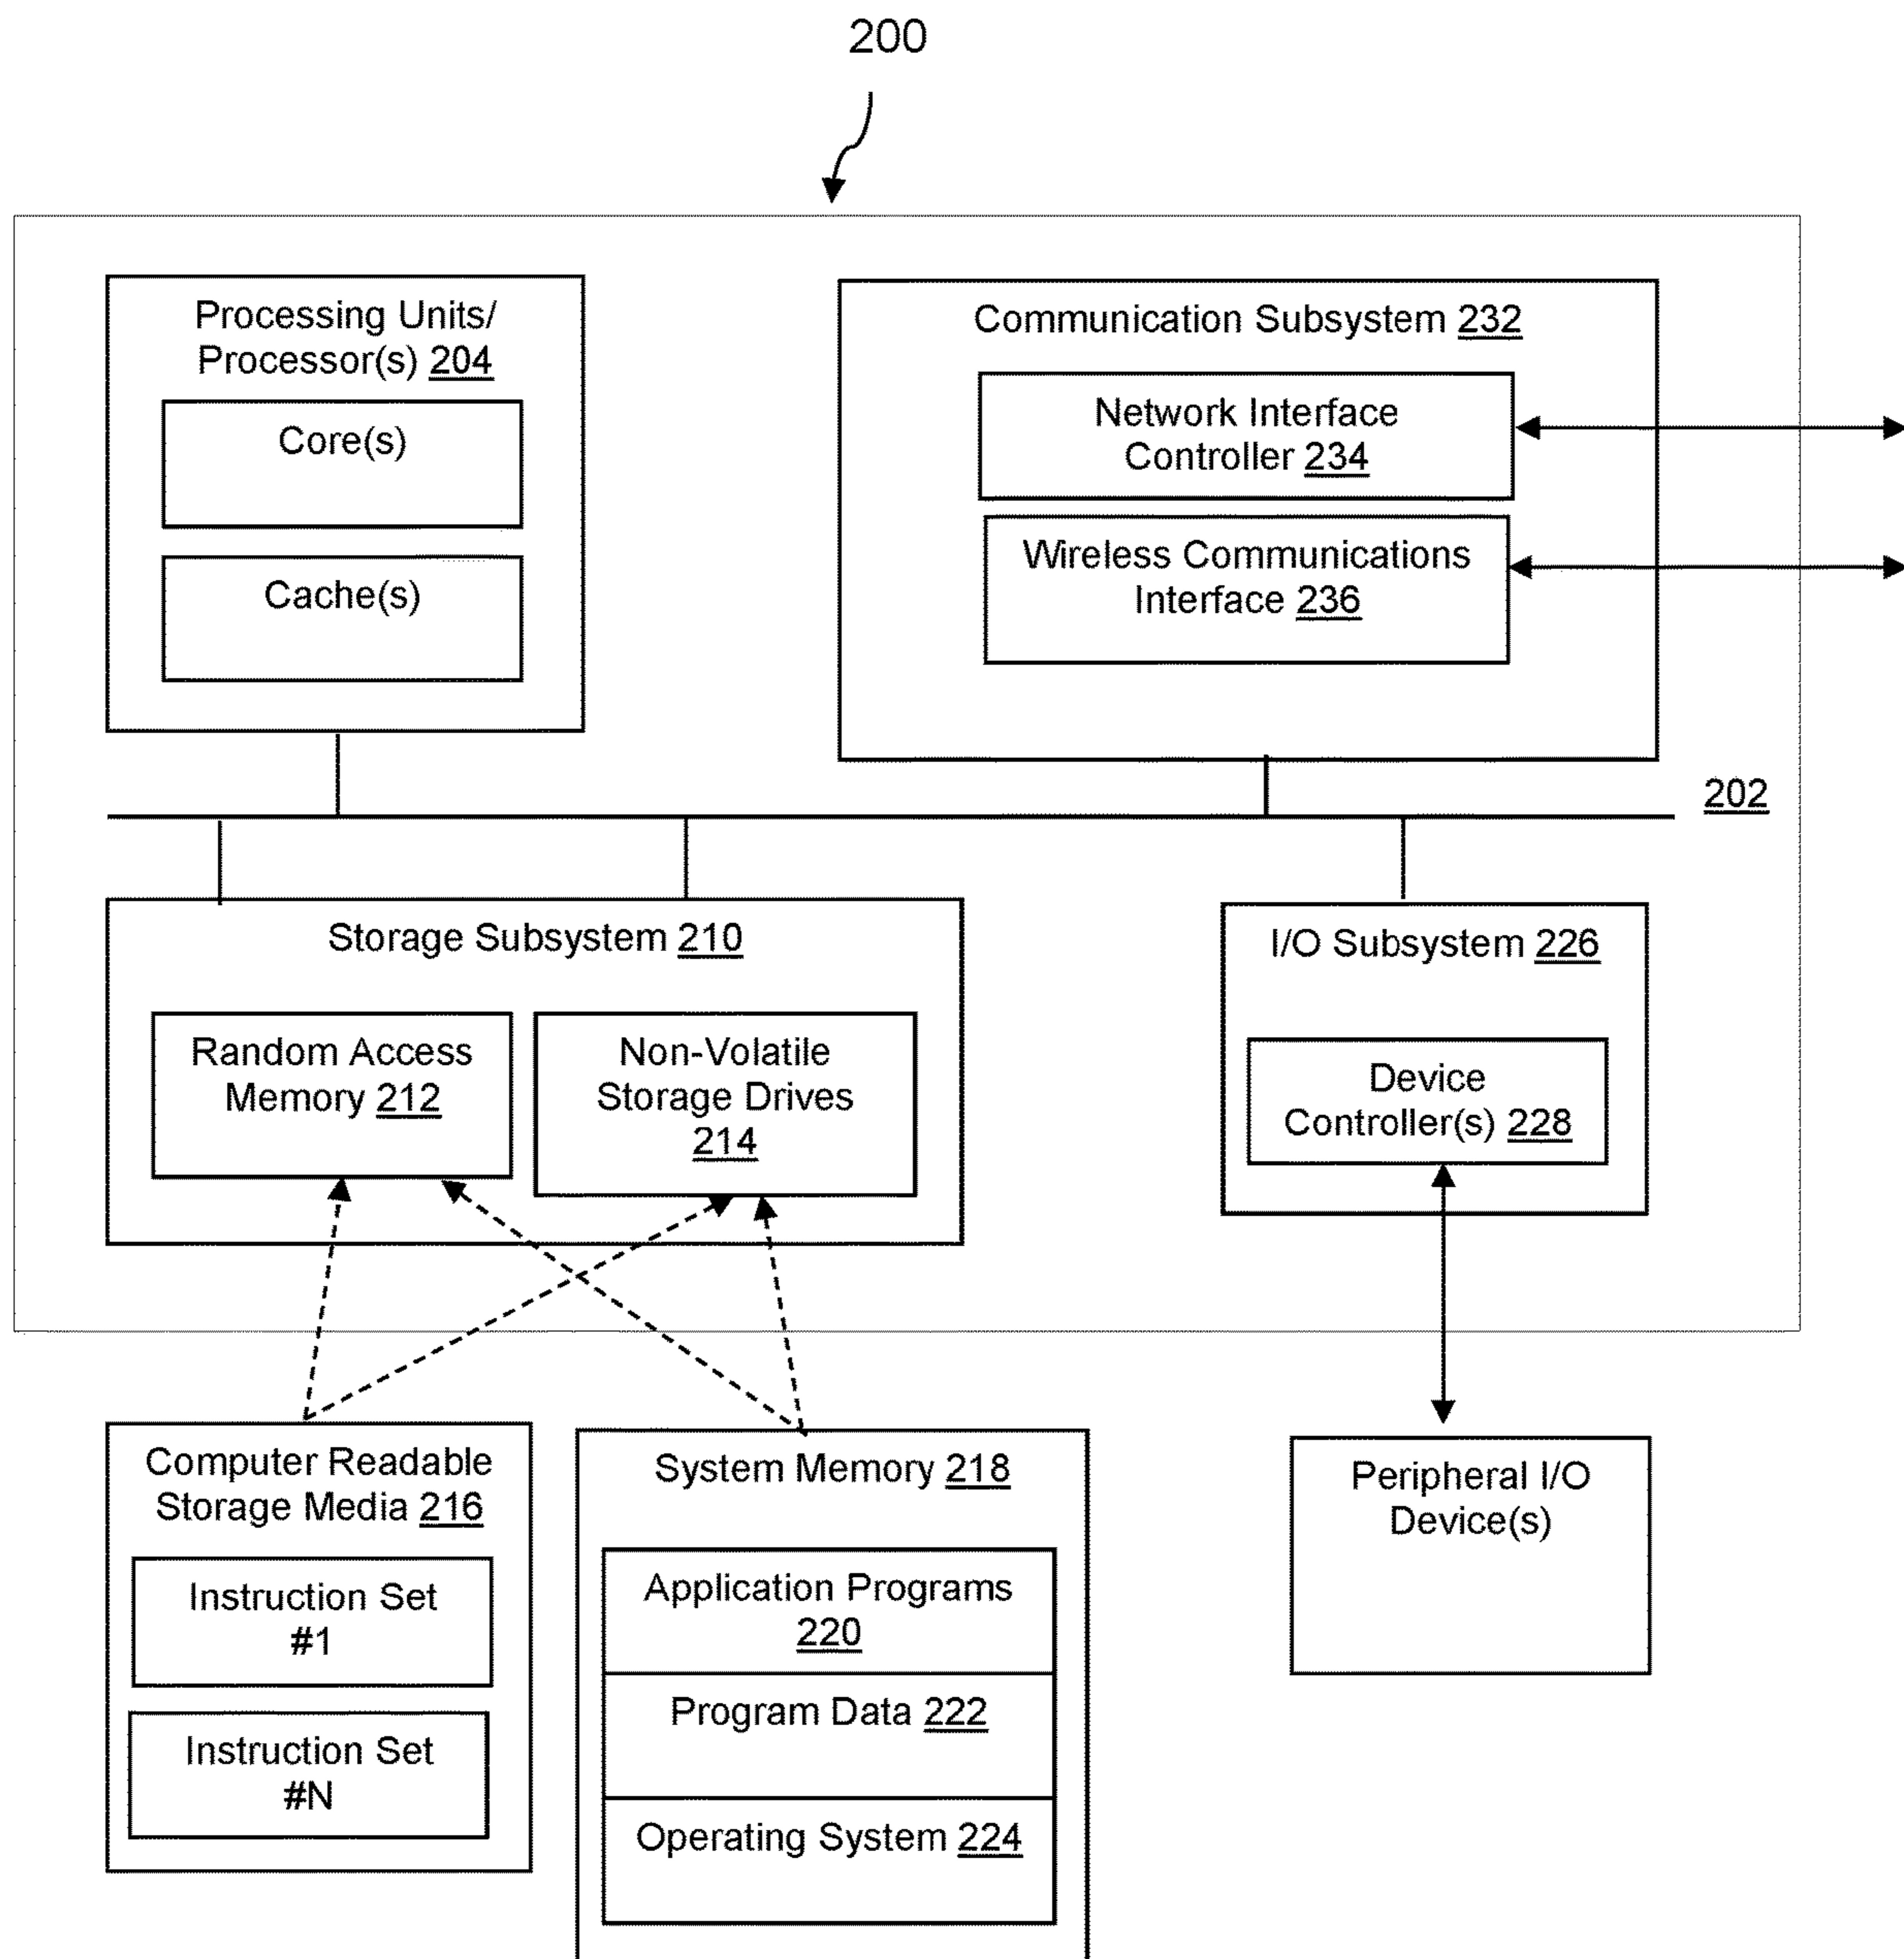 200
Processing Units/
Processor(s) 204
Core(s)
Cache(s)
Communication Subsystem 232
Network Interface
Controller 234
Wireless Communications
Interface 236
202
Storage Subsystem 210
Random Access
Memory 212
Non-Volatile
Storage Drives
214
I/O Subsystem 226
Device
Controller(s) 228
Computer Readable
Storage Media 216
Instruction Set
#1
Instruction Set
#N
System Memory 218
Application Programs
220
Program Data 222
Operating System 224
Peripheral I/O
Device(s)